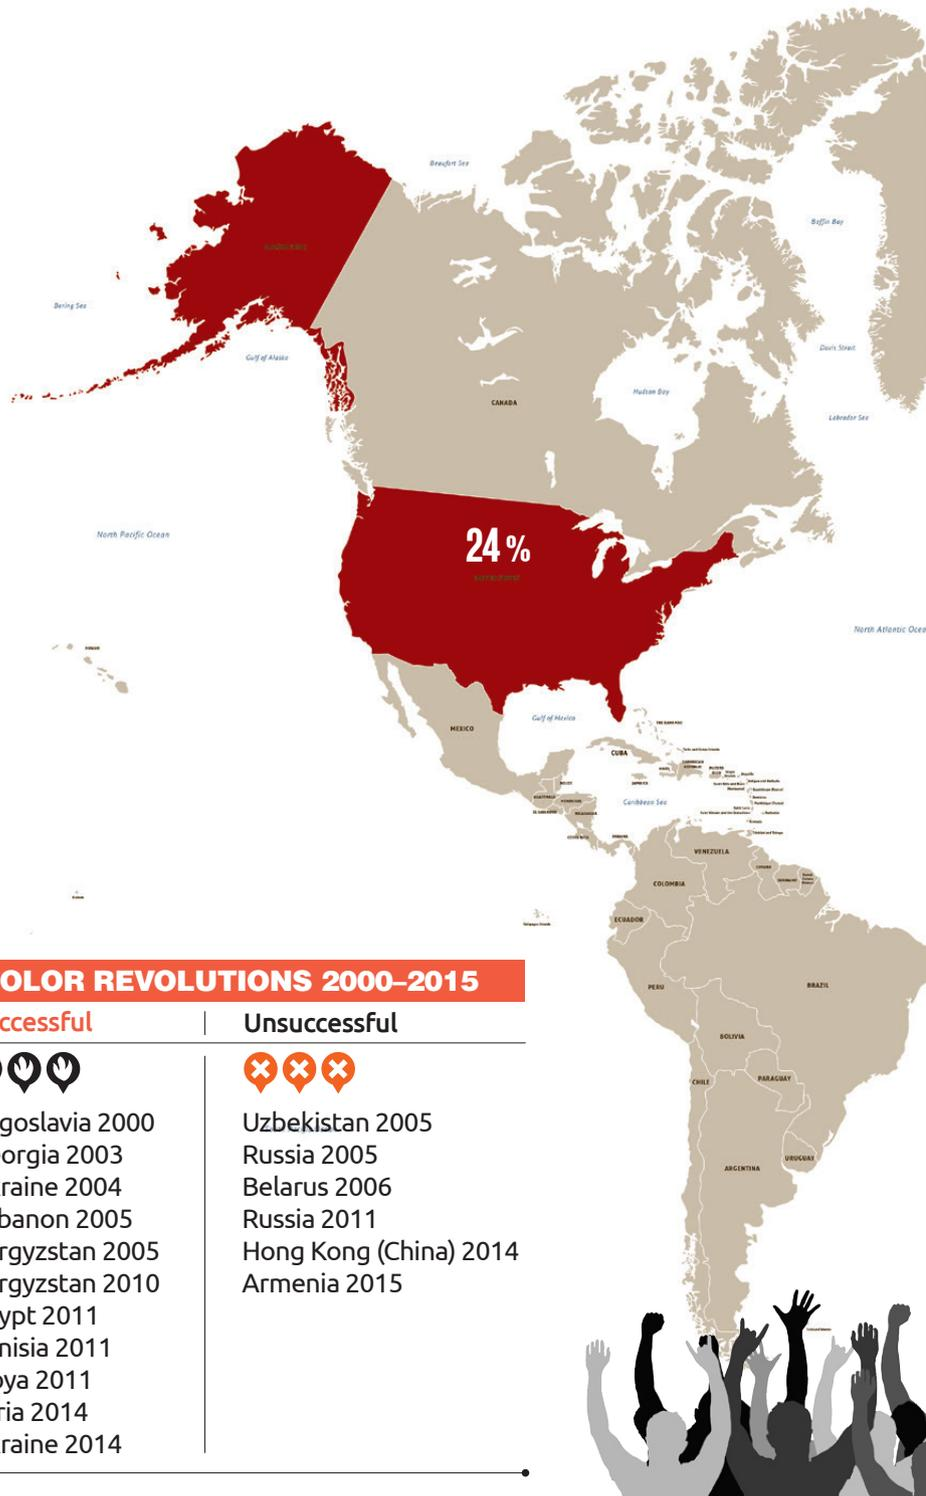 Beaufort Sea
Baffin Bay
Bering Sea
Gulf of Alaska
Davis Strait
Hudson Bay
CANADA
Labrador Sea
North Pacific Ocean
24 %
North Atlantic Ocea
Gulf of Mexico
MEXICO
CUBA
Caribbean Sea
VENEZUELA
COLOMBIA
ECUADOR
PERU
BRAZIL
BOLIVIA
CHILE
PARAGUAY
URUGUAY
ARGENTINA
OLOR REVOLUTIONS 2000–2015
ccessful
Unsuccessful
goslavia 2000
Uzbekistan 2005
orgia 2003
Russia 2005
raine 2004
Belarus 2006
banon 2005
Russia 2011
rgyzstan 2005
Hong Kong (China) 2014
rgyzstan 2010
Armenia 2015
ypt 2011
nisia 2011
ya 2011
ria 2014
raine 2014